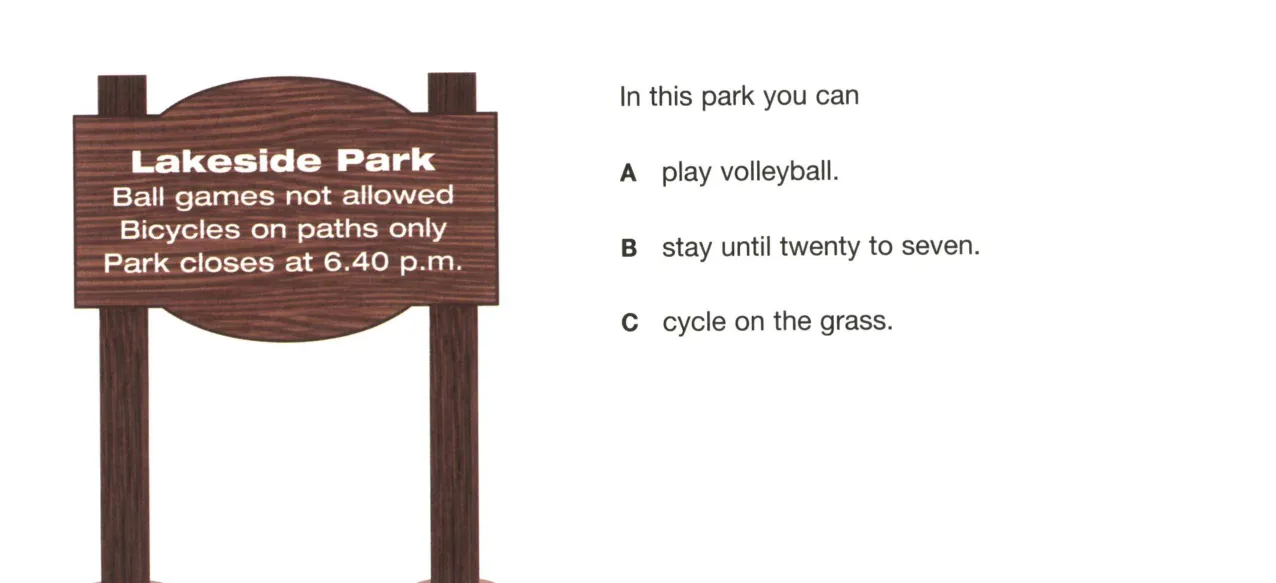 Lakeside Park
Ball games not allowed
Bicycles on paths only
Park closes at 6.40 p.m.
In this park you can
A play volleyball.
B stay until twenty to seven.
C cycle on the grass.